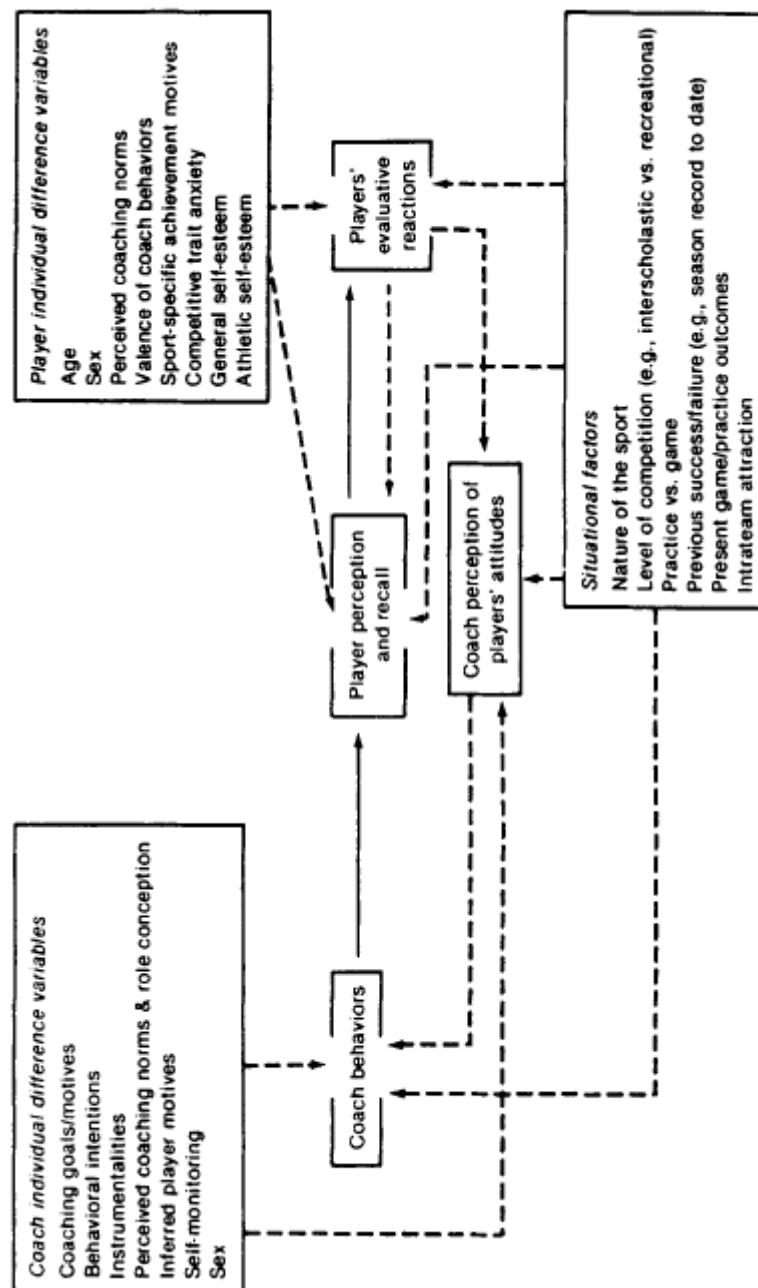 Coach individual difference variables
Coaching goals/motives
Behavioral intentions
Instrumentalities
Perceived coaching norms & role conception
Inferred player motives
Self-monitoring
Sex
Player individual difference variables
Age
Sex
Perceived coaching norms
Valence of coach behaviors
Sport-specific achievement motives
Competitive trait anxiety
General self-esteem
Athletic self-esteem
Coach behaviors
Player perception
and recall
Players'
evaluative
reactions
Coach perception of
players' attitudes
Situational factors
Nature of the sport
Level of competition (e.g., interscholastic vs. recreational)
Practice vs. game
Previous success/failure (e.g., season record to date)
Present game/practice outcomes
Intrateam attraction